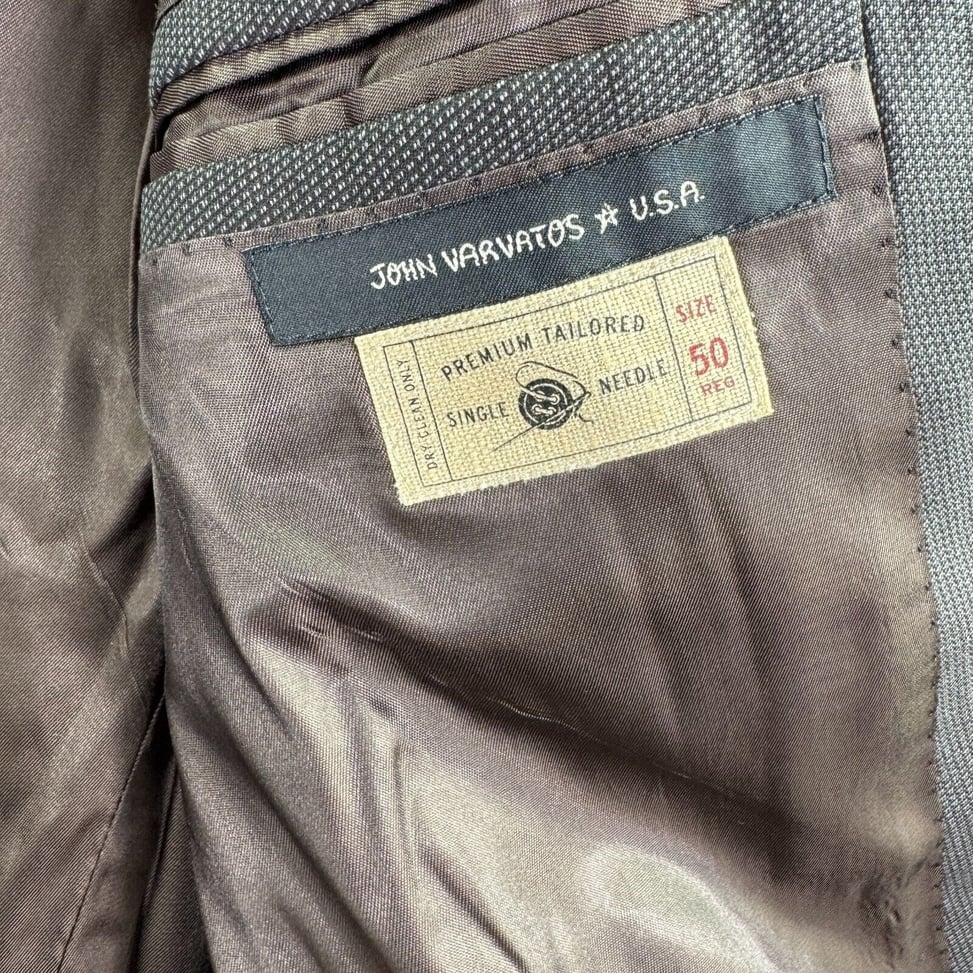 JOHN VARVATOS ☆ U.S.A.
DRY CLEAN ONLY
PREMIUM TAILORED
SINGLE NEEDLE
SIZE
50
REG